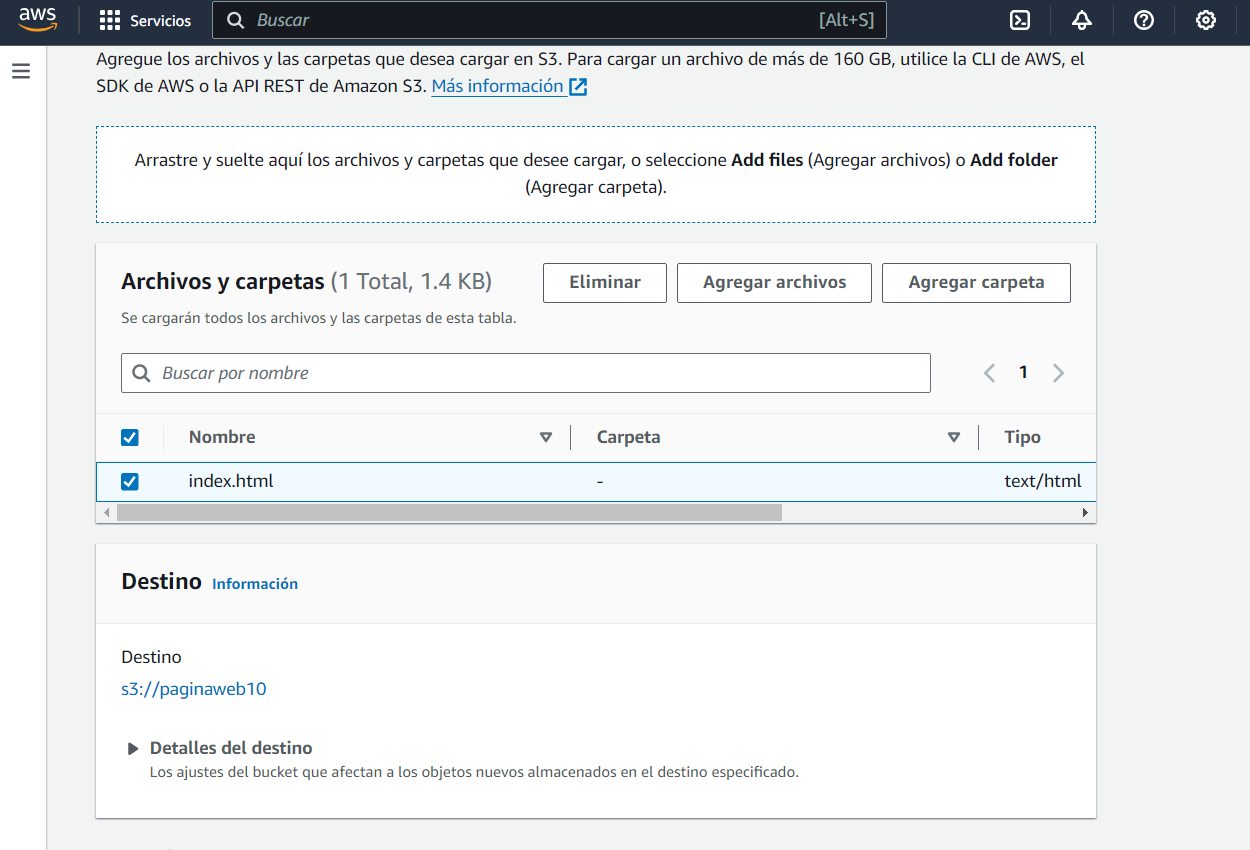 aws
Servicios
Buscar
[Alt+S]
Agregue los archivos y las carpetas que desea cargar en S3. Para cargar un archivo de más de 160 GB, utilice la CLI de AWS, el
SDK de AWS o la API REST de Amazon S3. Más información
Arrastre y suelte aquí los archivos y carpetas que desee cargar, o seleccione Add files (Agregar archivos) o Add folder
(Agregar carpeta).
Archivos y carpetas (1 Total, 1.4 KB)
Eliminar
Agregar archivos
Agregar carpeta
Se cargarán todos los archivos y las carpetas de esta tabla.
Buscar por nombre
1
Nombre
Carpeta
Tipo
index.html
-
text/html
Destino Información
Destino
s3://paginaweb10
Detalles del destino
Los ajustes del bucket que afectan a los objetos nuevos almacenados en el destino especificado.